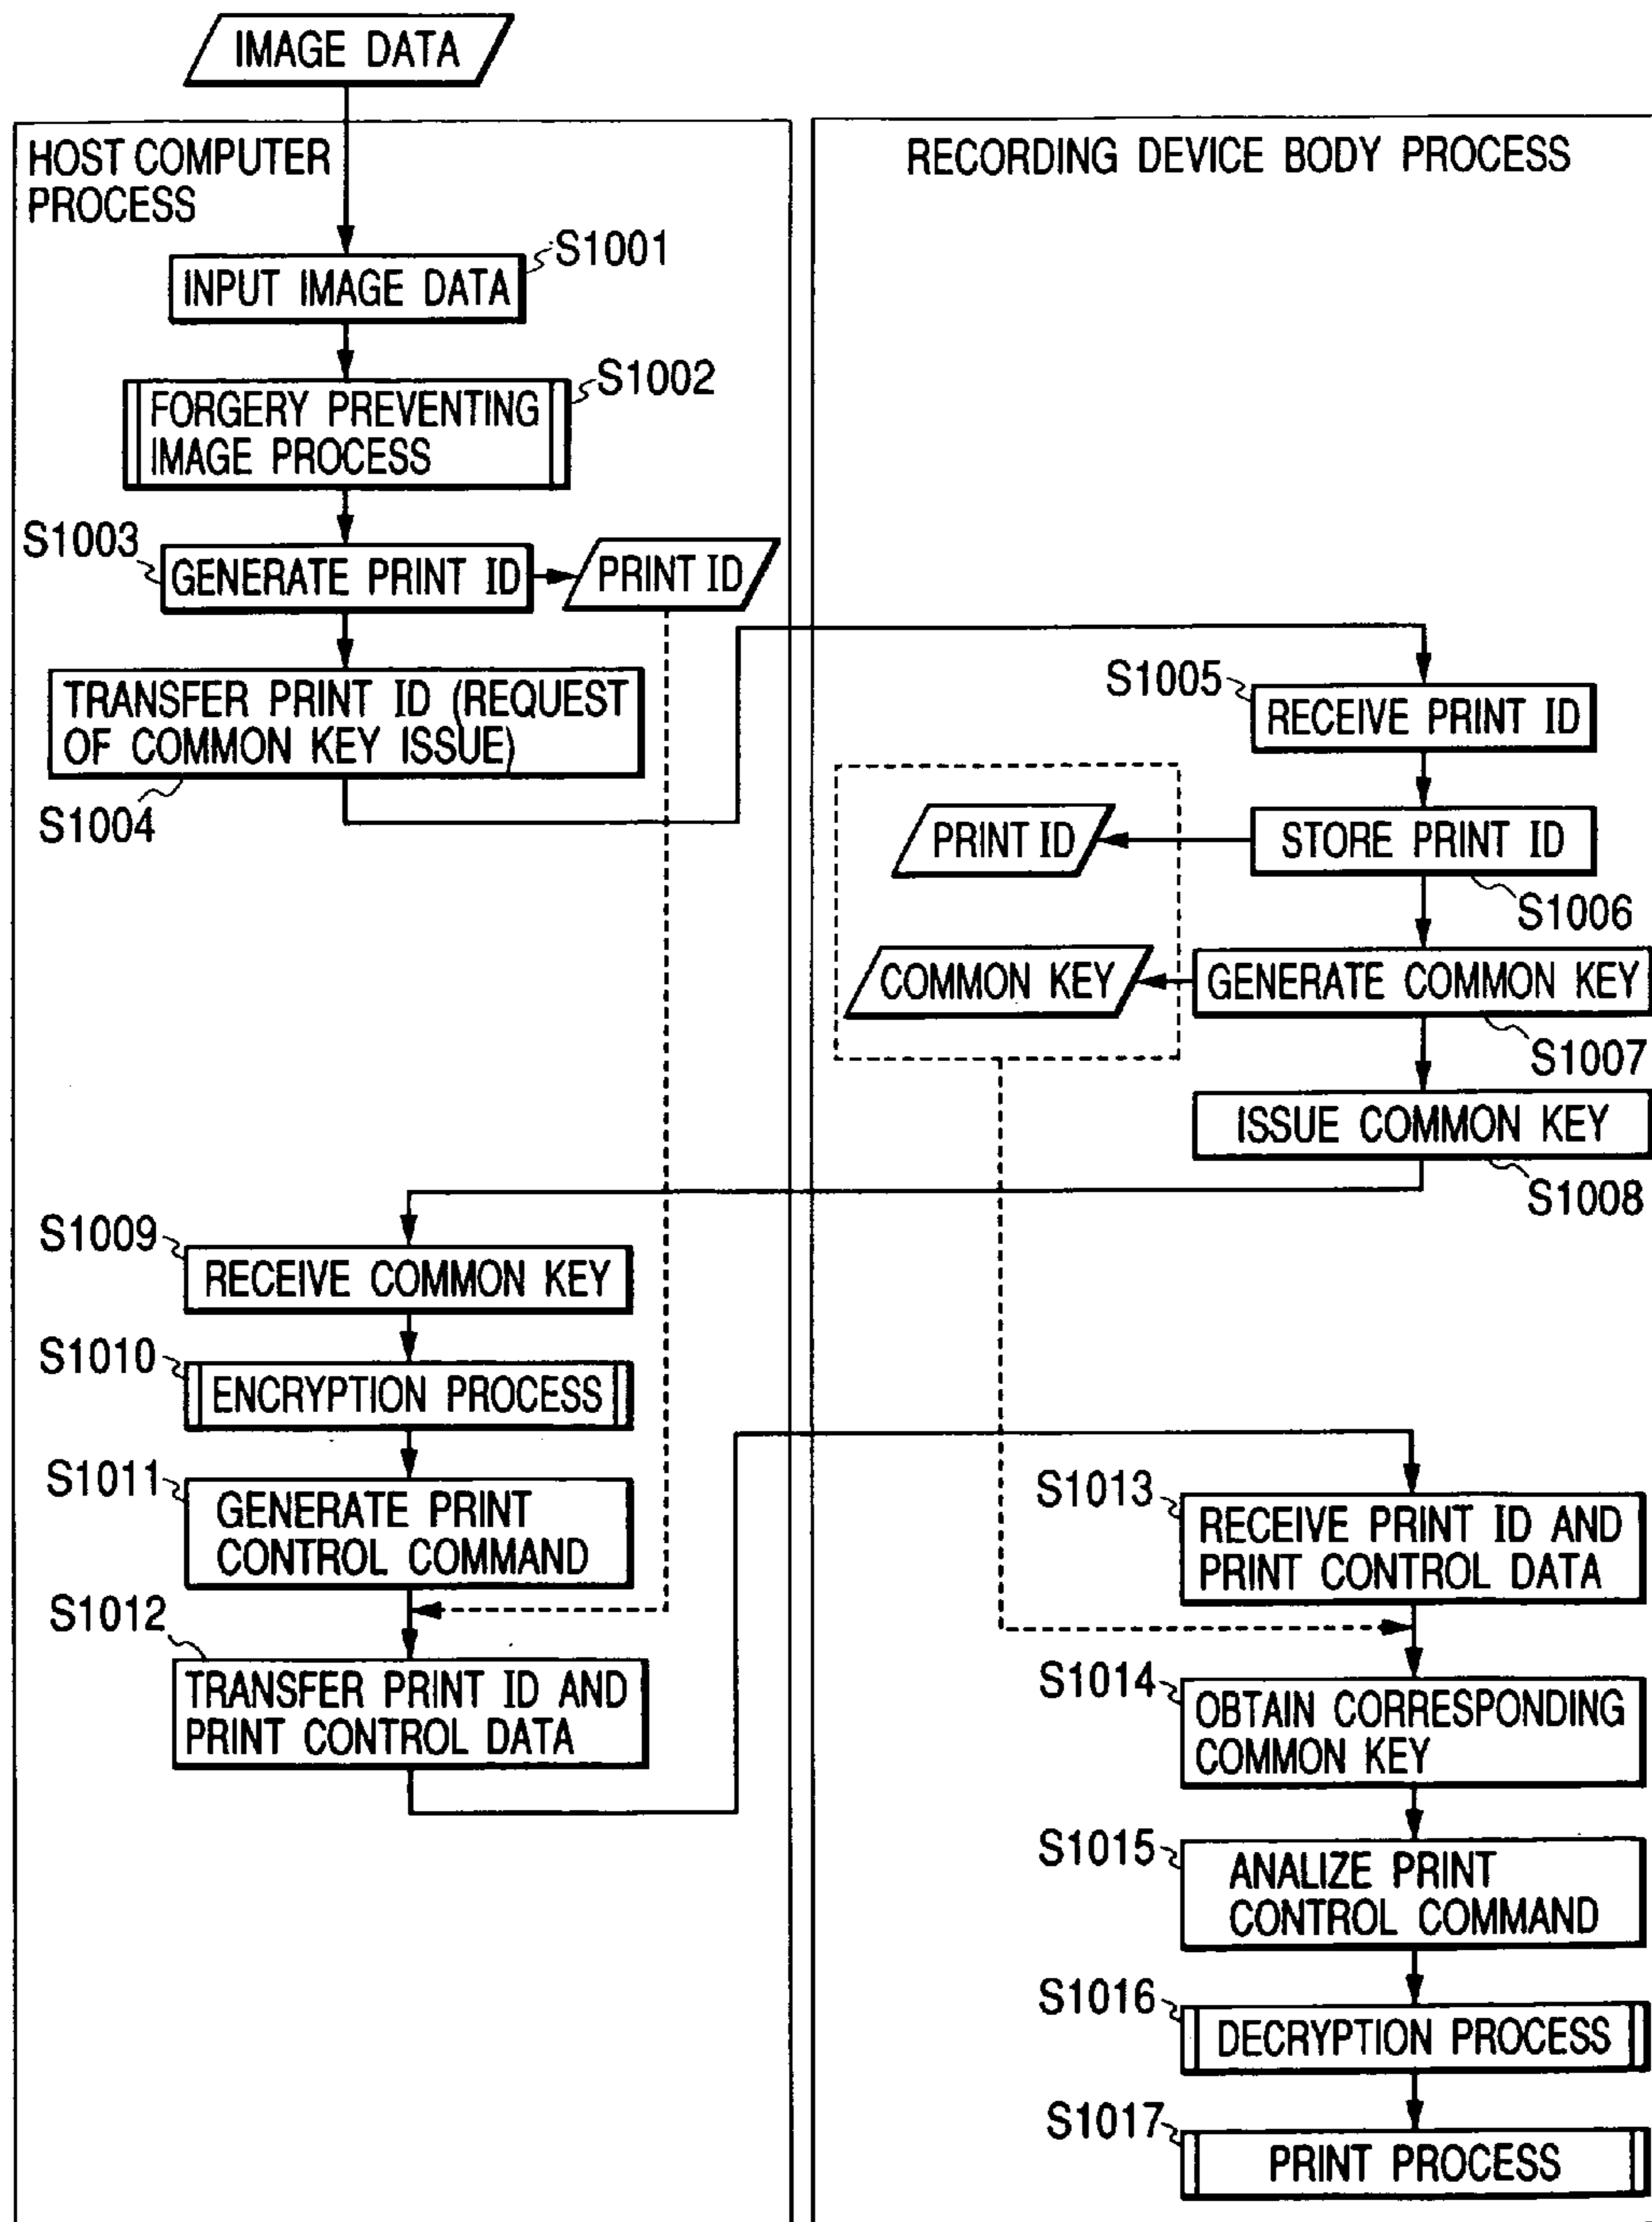 IMAGE DATA
HOST COMPUTER
PROCESS
S1001
INPUT IMAGE DATA
S1002
FORGERY PREVENTING
IMAGE PROCESS
S1003
GENERATE PRINT ID
PRINT ID
TRANSFER PRINT ID (REQUEST
OF COMMON KEY ISSUE)
S1004
RECORDING DEVICE BODY PROCESS
S1005
RECEIVE PRINT ID
PRINT ID
STORE PRINT ID
S1006
COMMON KEY
GENERATE COMMON KEY
S1007
ISSUE COMMON KEY
S1008
S1009
RECEIVE COMMON KEY
S1010
ENCRYPTION PROCESS
S1011
GENERATE PRINT
CONTROL COMMAND
S1012
TRANSFER PRINT ID AND
PRINT CONTROL DATA
S1013
RECEIVE PRINT ID AND
PRINT CONTROL DATA
S1014
OBTAIN CORRESPONDING
COMMON KEY
S1015
ANALIZE PRINT
CONTROL COMMAND
S1016
DECRYPTION PROCESS
S1017
PRINT PROCESS